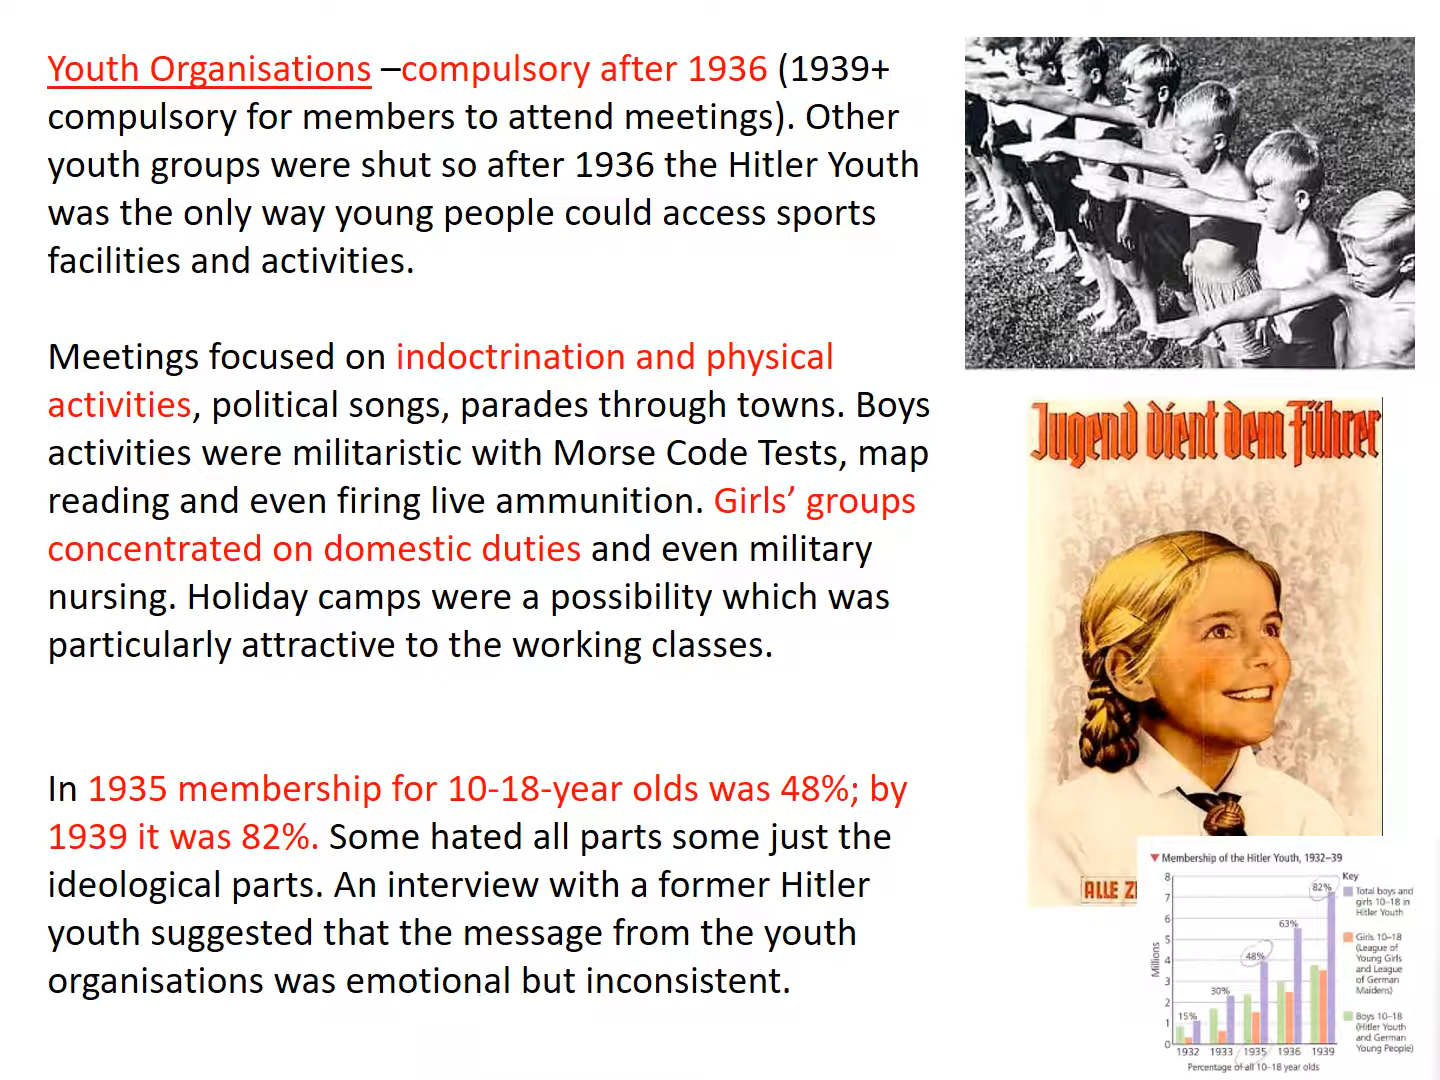 Youth Organisations –compulsory after 1936 (1939+
compulsory for members to attend meetings). Other
youth groups were shut so after 1936 the Hitler Youth
was the only way young people could access sports
facilities and activities.
Meetings focused on indoctrination and physical
activities, political songs, parades through towns. Boys
activities were militaristic with Morse Code Tests, map
reading and even firing live ammunition. Girls’ groups
concentrated on domestic duties and even military
nursing. Holiday camps were a possibility which was
particularly attractive to the working classes.
In 1935 membership for 10-18-year olds was 48%; by
1939 it was 82%. Some hated all parts some just the
ideological parts. An interview with a former Hitler
youth suggested that the message from the youth
organisations was emotional but inconsistent.
Jugend dient dem Führer
ALLE
Membership of the Hitler Youth, 1932–39
Key
Total boys and
girls 10–18 in
Hitler Youth
Girls 10–18
(League of
Young Girls
and League
of German
Maidens)
Boys 10–18
(Hitler Youth
and German
Young People)
Millions
8
7
6
5
4
3
2
1
0
15%
30%
48%
63%
82%
1932 1933 1935 1936 1939
Percentage of all 10–18 year olds